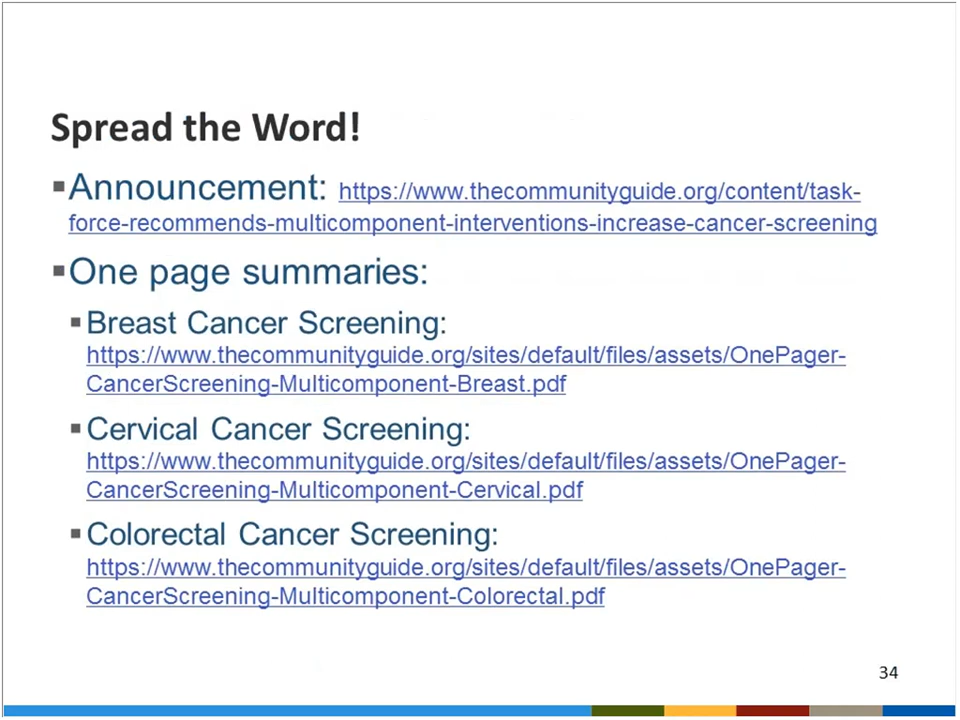 Spread the Word!
▪Announcement: https://www.thecommunityguide.org/content/task-
force-recommends-multicomponent-interventions-increase-cancer-screening
▪One page summaries:
▪Breast Cancer Screening:
https://www.thecommunityguide.org/sites/default/files/assets/OnePager-
CancerScreening-Multicomponent-Breast.pdf
▪Cervical Cancer Screening:
https://www.thecommunityguide.org/sites/default/files/assets/OnePager-
CancerScreening-Multicomponent-Cervical.pdf
▪Colorectal Cancer Screening:
https://www.thecommunityguide.org/sites/default/files/assets/OnePager-
CancerScreening-Multicomponent-Colorectal.pdf
34